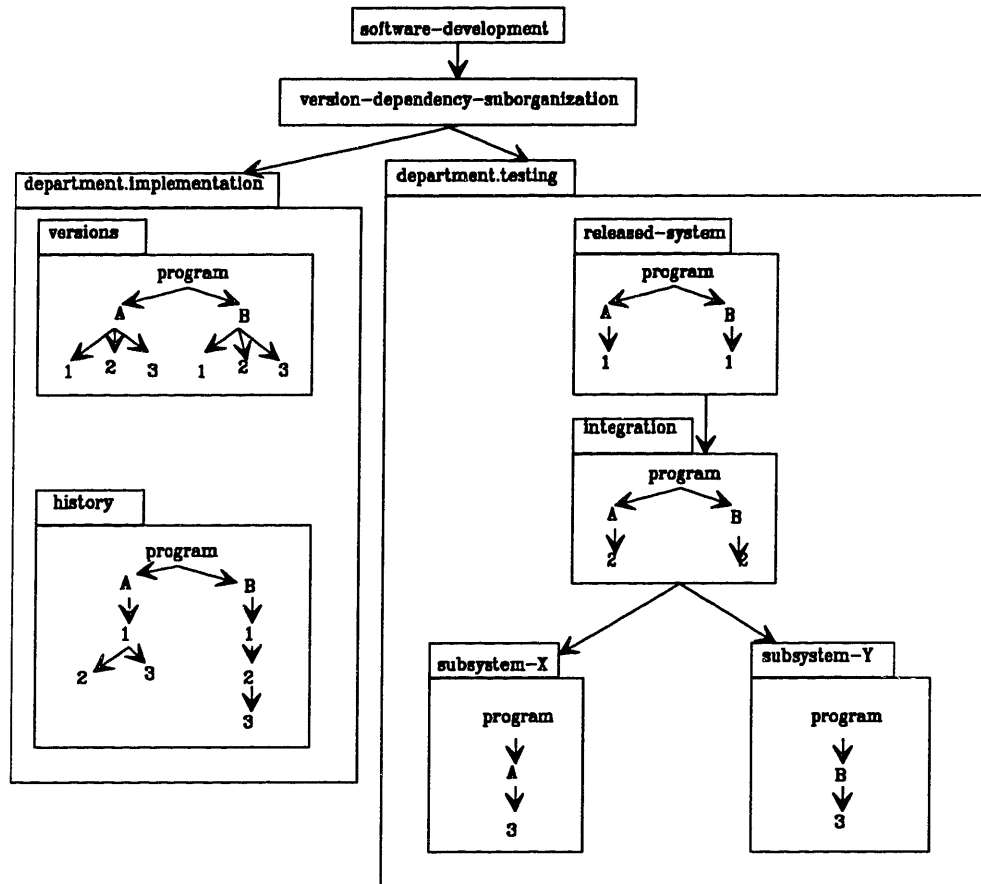 software-development
version-dependency-suborganization
department.implementation
versions
program
A B
1 2 3 1 2 3
history
program
A B
1 1
2 3 2
3
department.testing
released-system
program
A B
1 1
integration
program
A B
2 2
subsystem-X
program
A
3
subsystem-Y
program
B
3